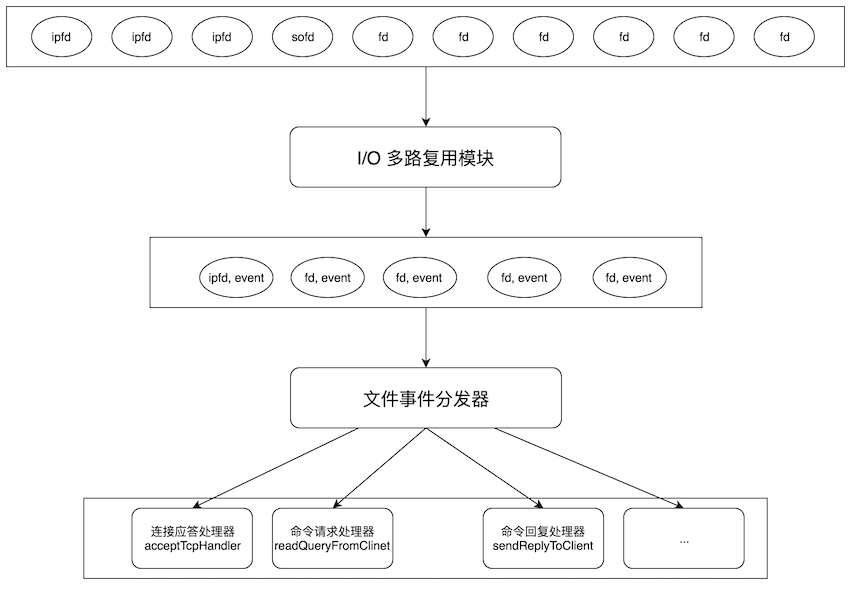 ipfd ipfd ipfd sofd fd fd fd fd fd fd
I/O 多路复用模块
ipfd, event fd, event fd, event fd, event fd, event
文件事件分发器
连接应答处理器
acceptTcpHandler
命令请求处理器
readQueryFromClinet
命令回复处理器
sendReplyToClient
...